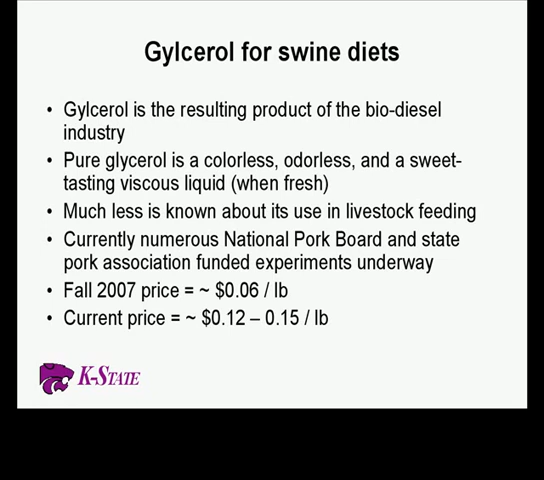 Gylcerol for swine diets
• Gylcerol is the resulting product of the bio-diesel
industry
• Pure glycerol is a colorless, odorless, and a sweet-
tasting viscous liquid (when fresh)
• Much less is known about its use in livestock feeding
• Currently numerous National Pork Board and state
pork association funded experiments underway
• Fall 2007 price = ~ $0.06 / lb
• Current price = ~ $0.12 – 0.15 / lb
K-STATE